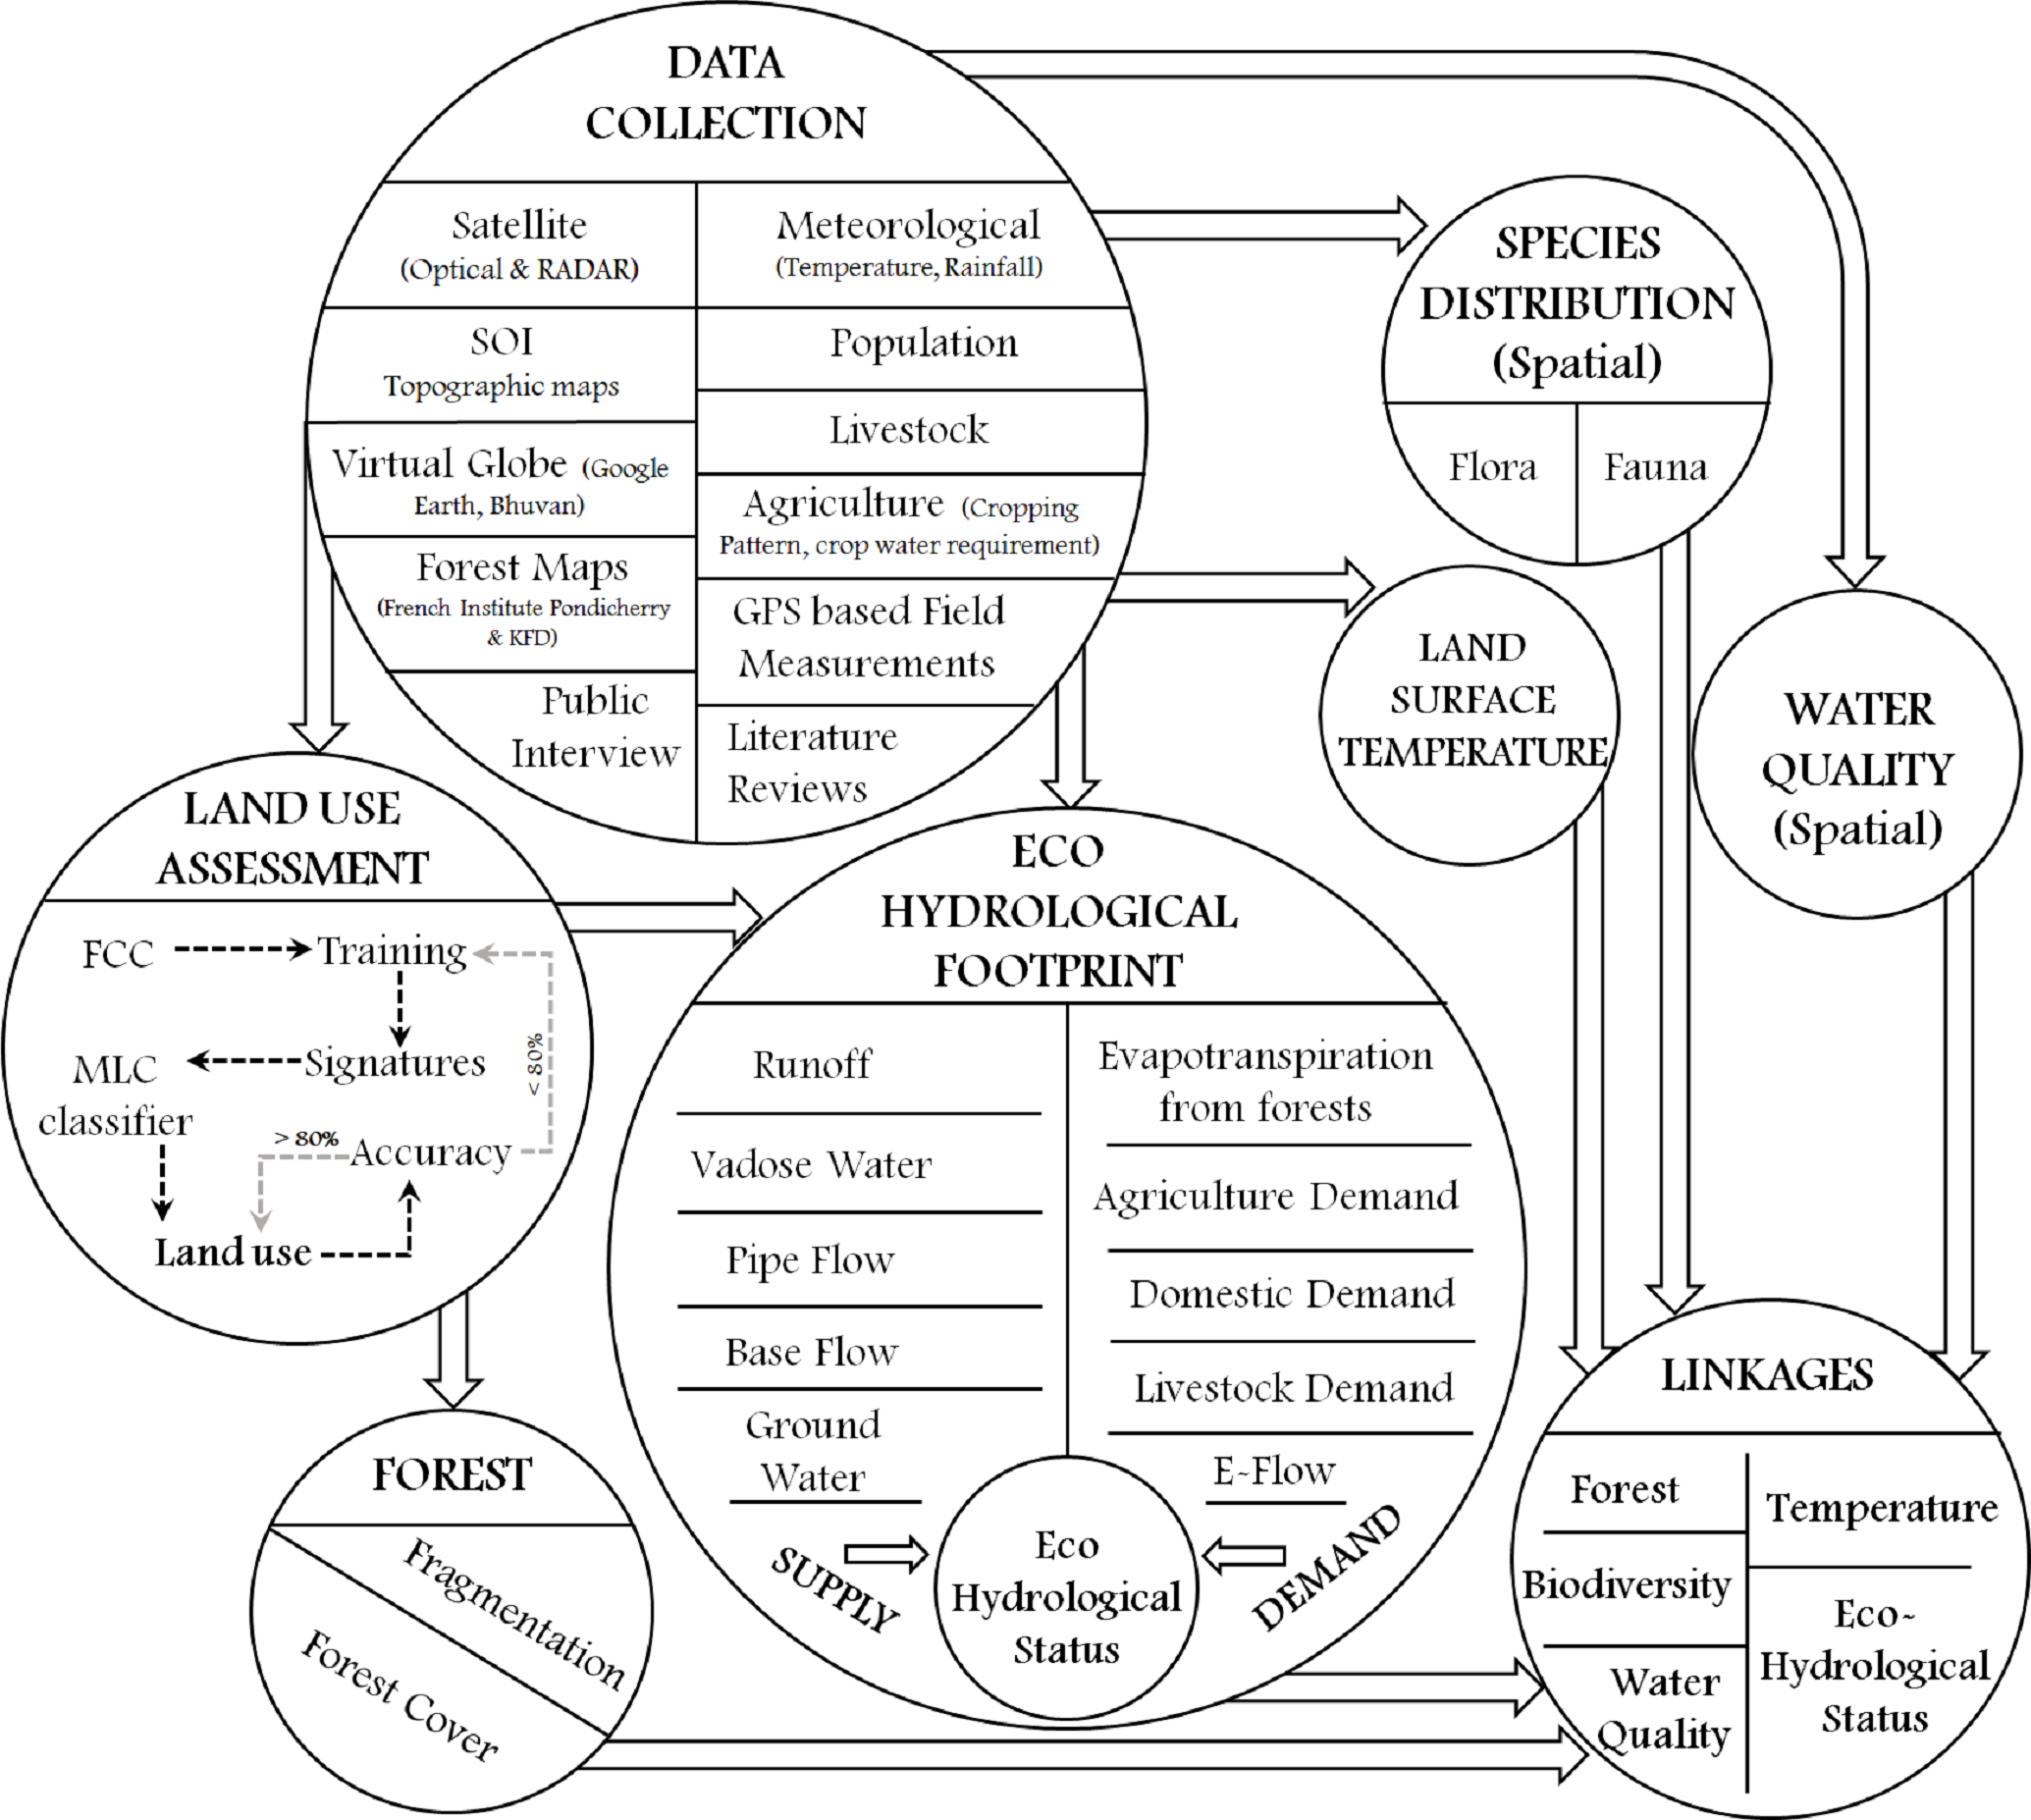 DATA
COLLECTION
Satellite
(Optical & RADAR)
SOI
Topographic maps
Virtual Globe (Google
Earth, Bhuvan)
Forest Maps
(French Institute Pondicherry
& KFD)
Public
Interview
Meteorological
(Temperature, Rainfall)
Population
Livestock
Agriculture (Cropping
Pattern, crop water requirement)
GPS based Field
Measurements
Literature
Reviews
SPECIES
DISTRIBUTION
(Spatial)
Flora
Fauna
LAND
SURFACE
TEMPERATURE
WATER
QUALITY
(Spatial)
LAND USE
ASSESSMENT
FCC
Training
MLC
classifier
Signatures
< 80%
> 80%
Accuracy
Land use
ECO
HYDROLOGICAL
FOOTPRINT
Runoff
Vadose Water
Pipe Flow
Base Flow
Ground
Water
SUPPLY
Evapotranspiration
from forests
Agriculture Demand
Domestic Demand
Livestock Demand
E-Flow
DEMAND
Eco
Hydrological
Status
FOREST
Fragmentation
Forest Cover
LINKAGES
Forest
Biodiversity
Water
Quality
Temperature
Eco-
Hydrological
Status